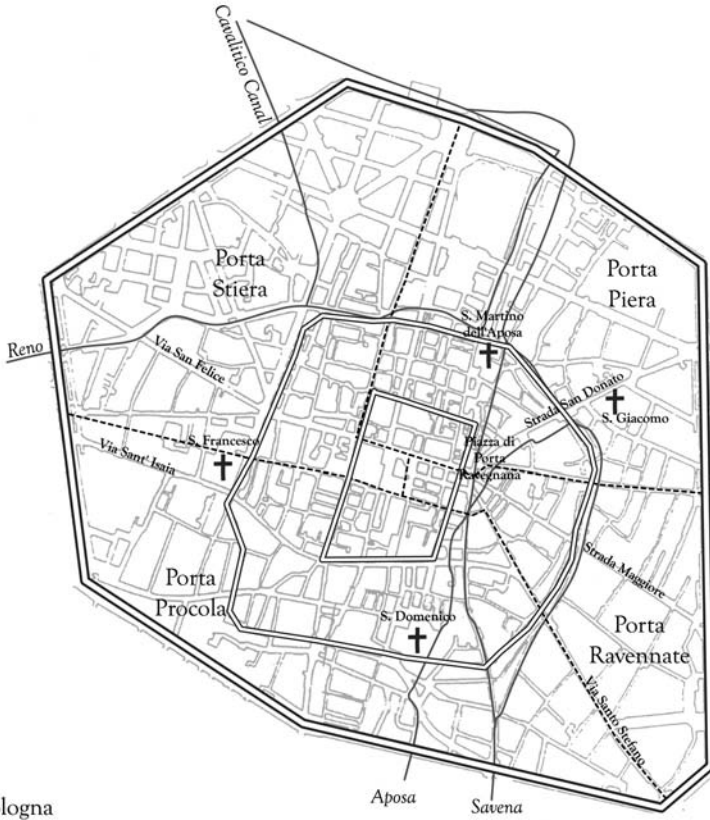 Cavalitico Canal
Porta
Stiera
Porta
Piera
S. Martino
dell'Aposa
Reno
Via San Felice
Strada San Donato
S. Giacomo
S. Francesco
Piazza di
Porta
Ravegnana
Via Sant' Isaia
Strada Maggiore
Porta
Procola
S. Domenico
Porta
Ravennate
Via Santo Stefano
Aposa
Savena
logna